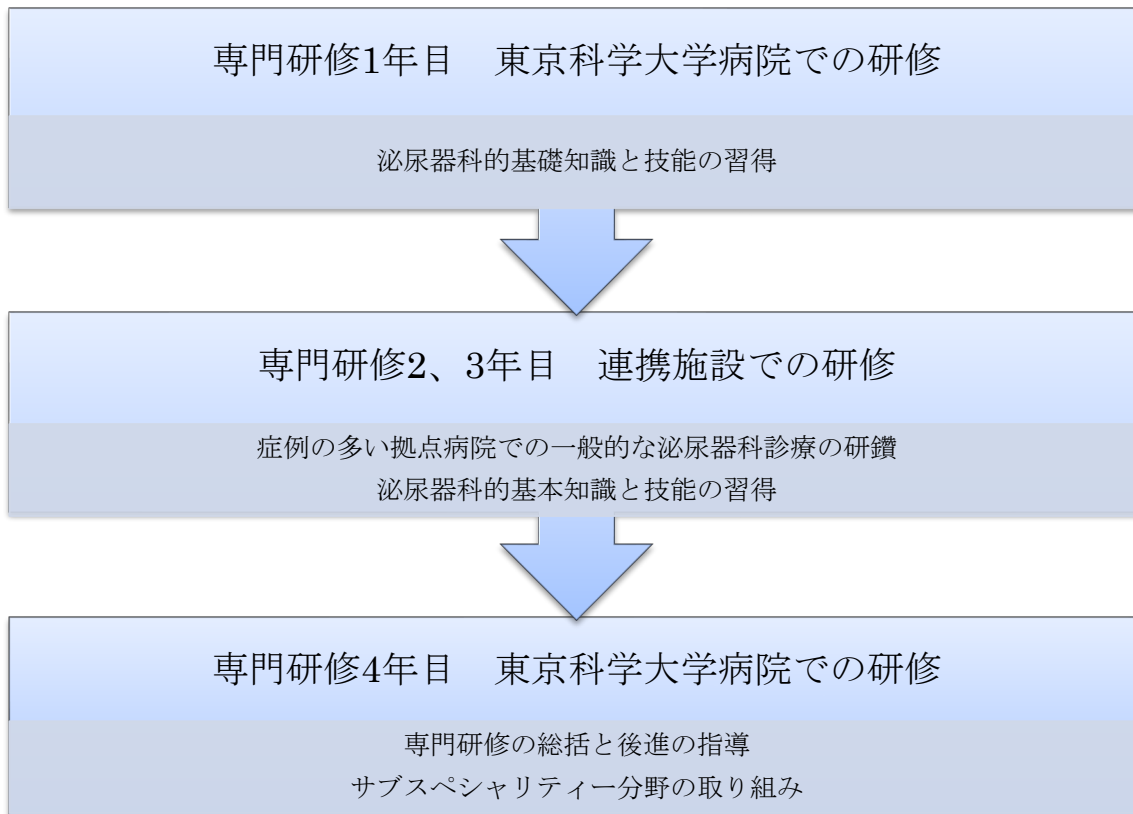 専門研修1年目　東京科学大学病院での研修
泌尿器科的基礎知識と技能の習得
専門研修2、3年目　連携施設での研修
症例の多い拠点病院での一般的な泌尿器科診療の研鑽
泌尿器科的基本知識と技能の習得
専門研修4年目　東京科学大学病院での研修
専門研修の総括と後進の指導
サブスペシャリティー分野の取り組み